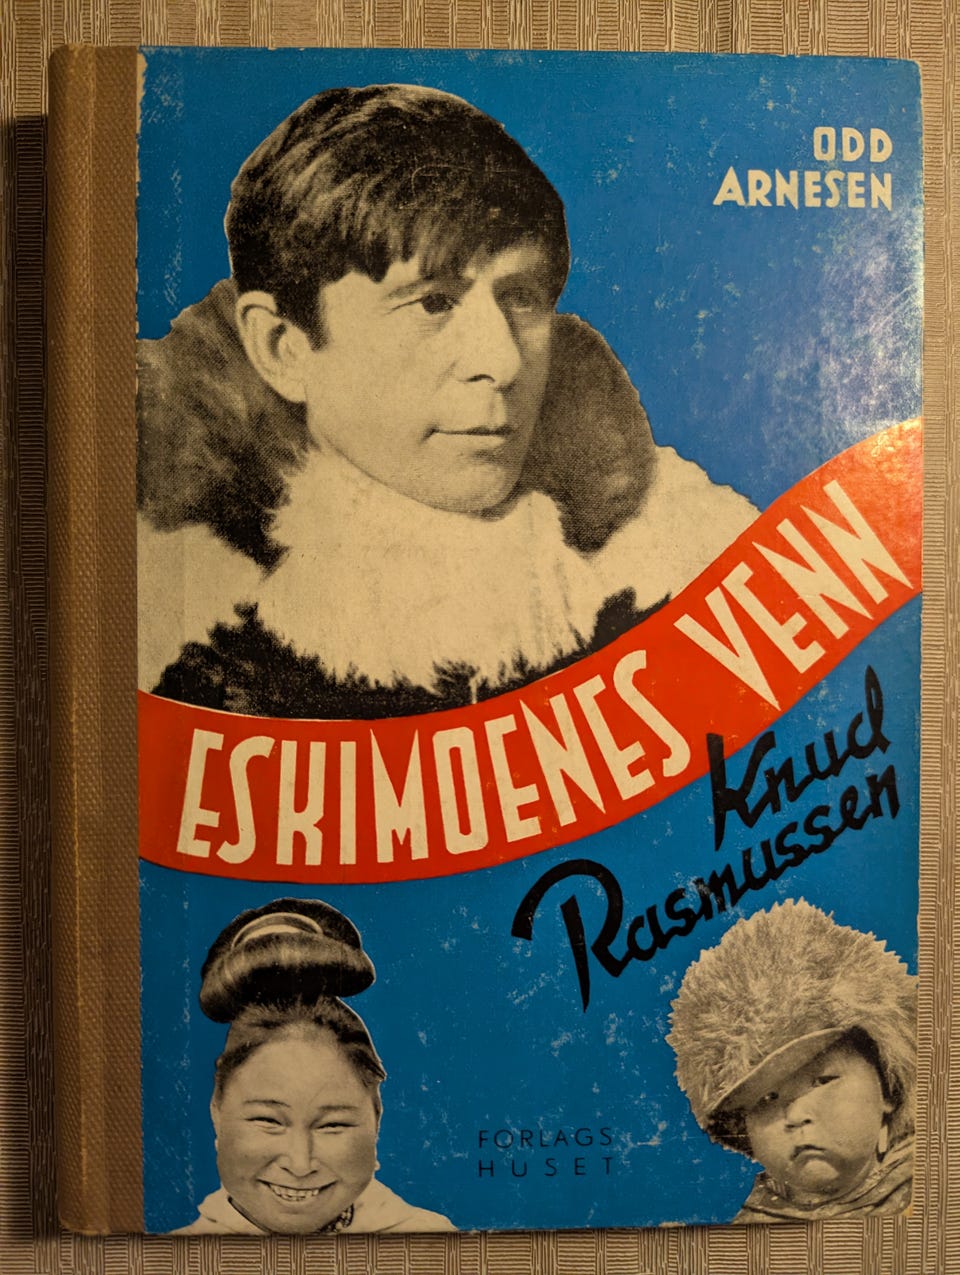 ODD
ARNESEN
ESKIMOENES VENN
Knud
Rasmussen
FORLAGS
HUSET